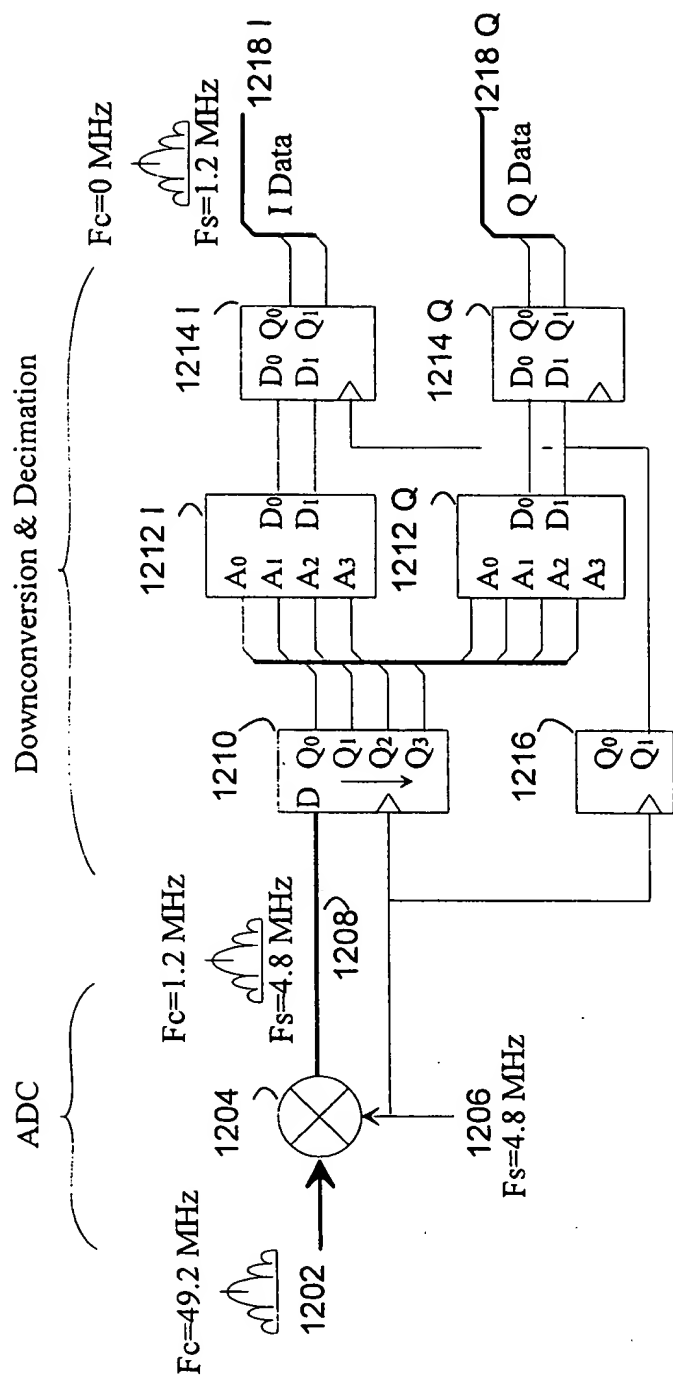 ADC
Downconversion & Decimation
Fc=49.2 MHz
1202
1204
1206
Fs=4.8 MHz
Fc=1.2 MHz
Fs=4.8 MHz
1208
1210
D Q0
Q1
Q2
Q3
1216
Q0
Q1
1212 I
A0
A1 D0
A2 D1
A3
1212 Q
A0
A1 D0
A2 D1
A3
1214 I
D0 Q0
D1 Q1
1214 Q
D0 Q0
D1 Q1
Fc=0 MHz
Fs=1.2 MHz
I Data
1218 I
Q Data
1218 Q